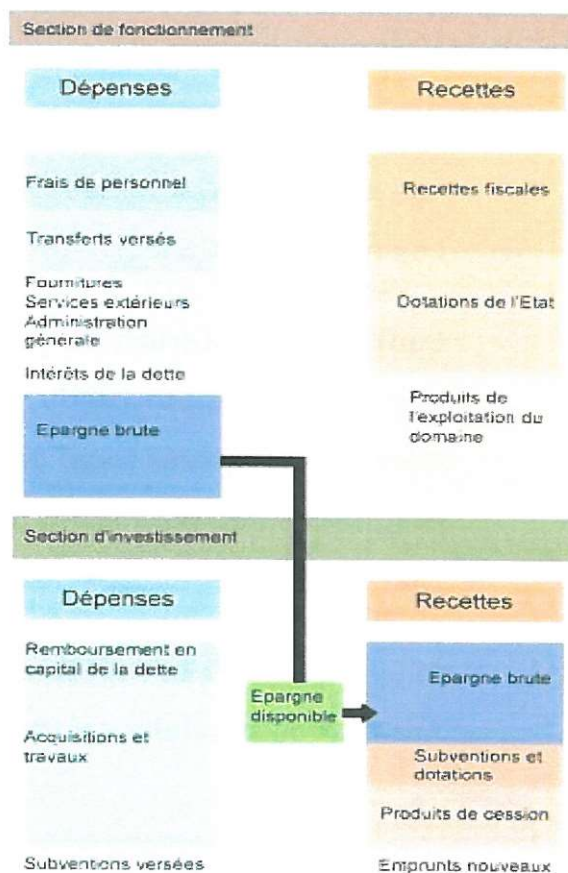 Section de fonctionnement
Dépenses
Recettes
Frais de personnel
Transferts versés
Fournitures
Services extérieurs
Administration
génerale
Intérêts de la dette
Epargne brute
Recettes fiscales
Dotations de l'Etat
Produits de
l'exploitation du
domaine
Section d'investissement
Dépenses
Recettes
Remboursement en
capital de la dette
Acquisitions et
travaux
Subventions versées
Epargne
disponible
Epargne brute
Subventions et
dotations
Produits de cession
Emprunts nouveaux